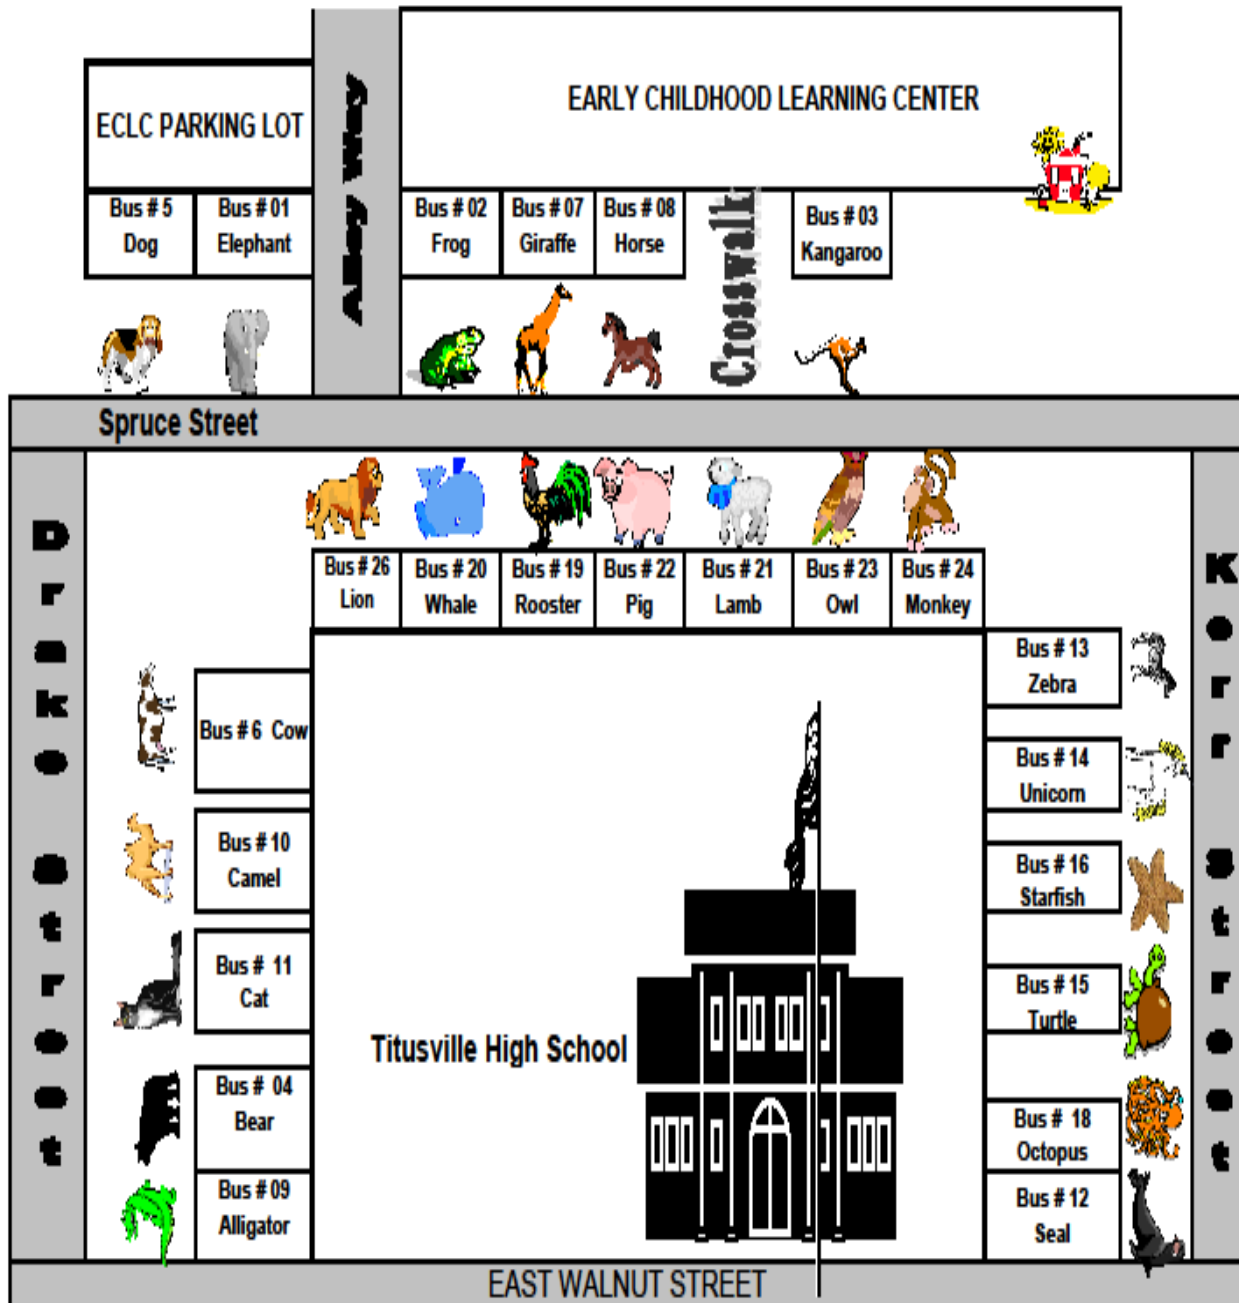 EARLY CHILDHOOD LEARNING CENTER
ECLC PARKING LOT
Alley Way
Bus # 5
Dog
Bus # 01
Elephant
Bus # 02
Frog
Bus # 07
Giraffe
Bus # 08
Horse
Crosswalk
Bus # 03
Kangaroo
Spruce Street
Drake Street
Kerr Street
Bus # 26
Lion
Bus # 20
Whale
Bus # 19
Rooster
Bus # 22
Pig
Bus # 21
Lamb
Bus # 23
Owl
Bus # 24
Monkey
Bus # 6 Cow
Bus # 10
Camel
Bus # 11
Cat
Bus # 04
Bear
Bus # 09
Alligator
Titusville High School
Bus # 13
Zebra
Bus # 14
Unicorn
Bus # 16
Starfish
Bus # 15
Turtle
Bus # 18
Octopus
Bus # 12
Seal
EAST WALNUT STREET